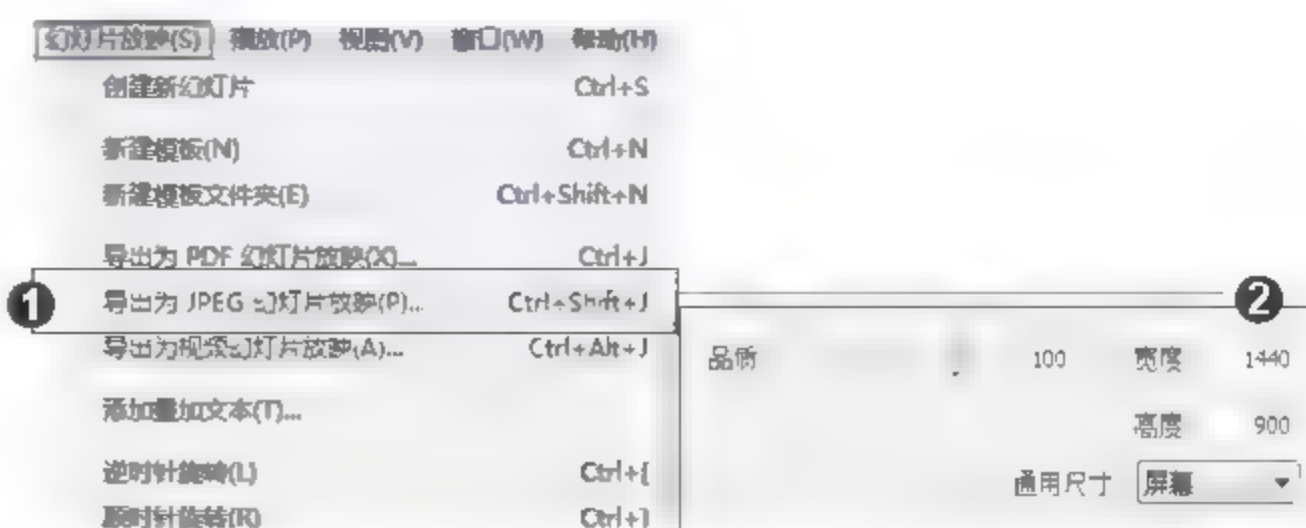 幻灯片放映(S) 播放(P) 视图(V) 窗口(W) 帮助(H)
创建新幻灯片 Ctrl+S
新建模板(N) Ctrl+N
新建模板文件夹(E) Ctrl+Shift+N
导出为 PDF 幻灯片放映(X)... Ctrl+J
1 导出为 JPEG 幻灯片放映(P)... Ctrl+Shift+J
2
导出为视频幻灯片放映(A)... Ctrl+Alt+J
品质 100 宽度 1440
添加叠加文本(T)...
高度 900
逆时针旋转(L) Ctrl+[
通用尺寸 屏幕
顺时针旋转(R) Ctrl+]